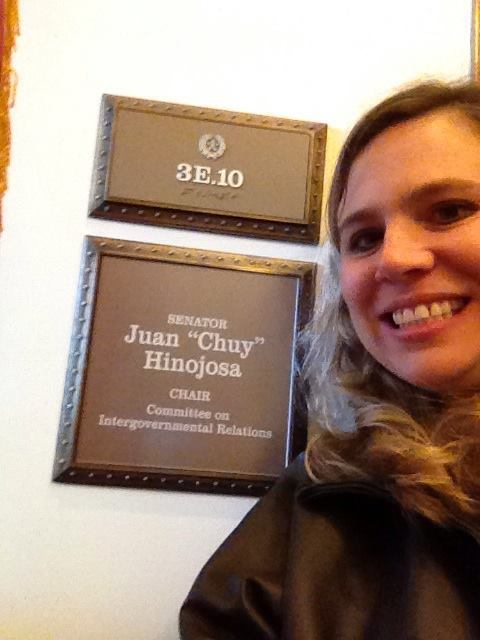 3E.10
SENATOR
Juan "Chuy"
Hinojosa
CHAIR
Committee on
Intergovernmental Relations